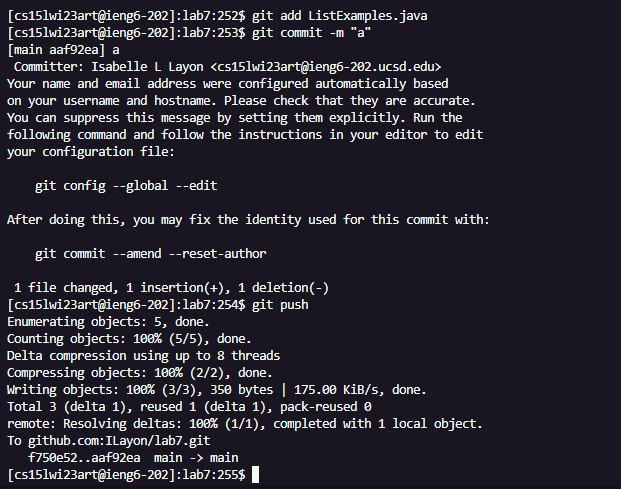 [cs15lwi23art@ieng6-202]:lab7:252$ git add ListExamples.java
[cs15lwi23art@ieng6-202]:lab7:253$ git commit -m "a"
[main aaf92ea] a
 Committer: Isabelle L Layon <cs15lwi23art@ieng6-202.ucsd.edu>
Your name and email address were configured automatically based
on your username and hostname. Please check that they are accurate.
You can suppress this message by setting them explicitly. Run the
following command and follow the instructions in your editor to edit
your configuration file:

    git config --global --edit

After doing this, you may fix the identity used for this commit with:

    git commit --amend --reset-author

 1 file changed, 1 insertion(+), 1 deletion(-)
[cs15lwi23art@ieng6-202]:lab7:254$ git push
Enumerating objects: 5, done.
Counting objects: 100% (5/5), done.
Delta compression using up to 8 threads
Compressing objects: 100% (2/2), done.
Writing objects: 100% (3/3), 350 bytes | 175.00 KiB/s, done.
Total 3 (delta 1), reused 1 (delta 1), pack-reused 0
remote: Resolving deltas: 100% (1/1), completed with 1 local object.
To github.com:ILayon/lab7.git
   f750e52..aaf92ea  main -> main
[cs15lwi23art@ieng6-202]:lab7:255$